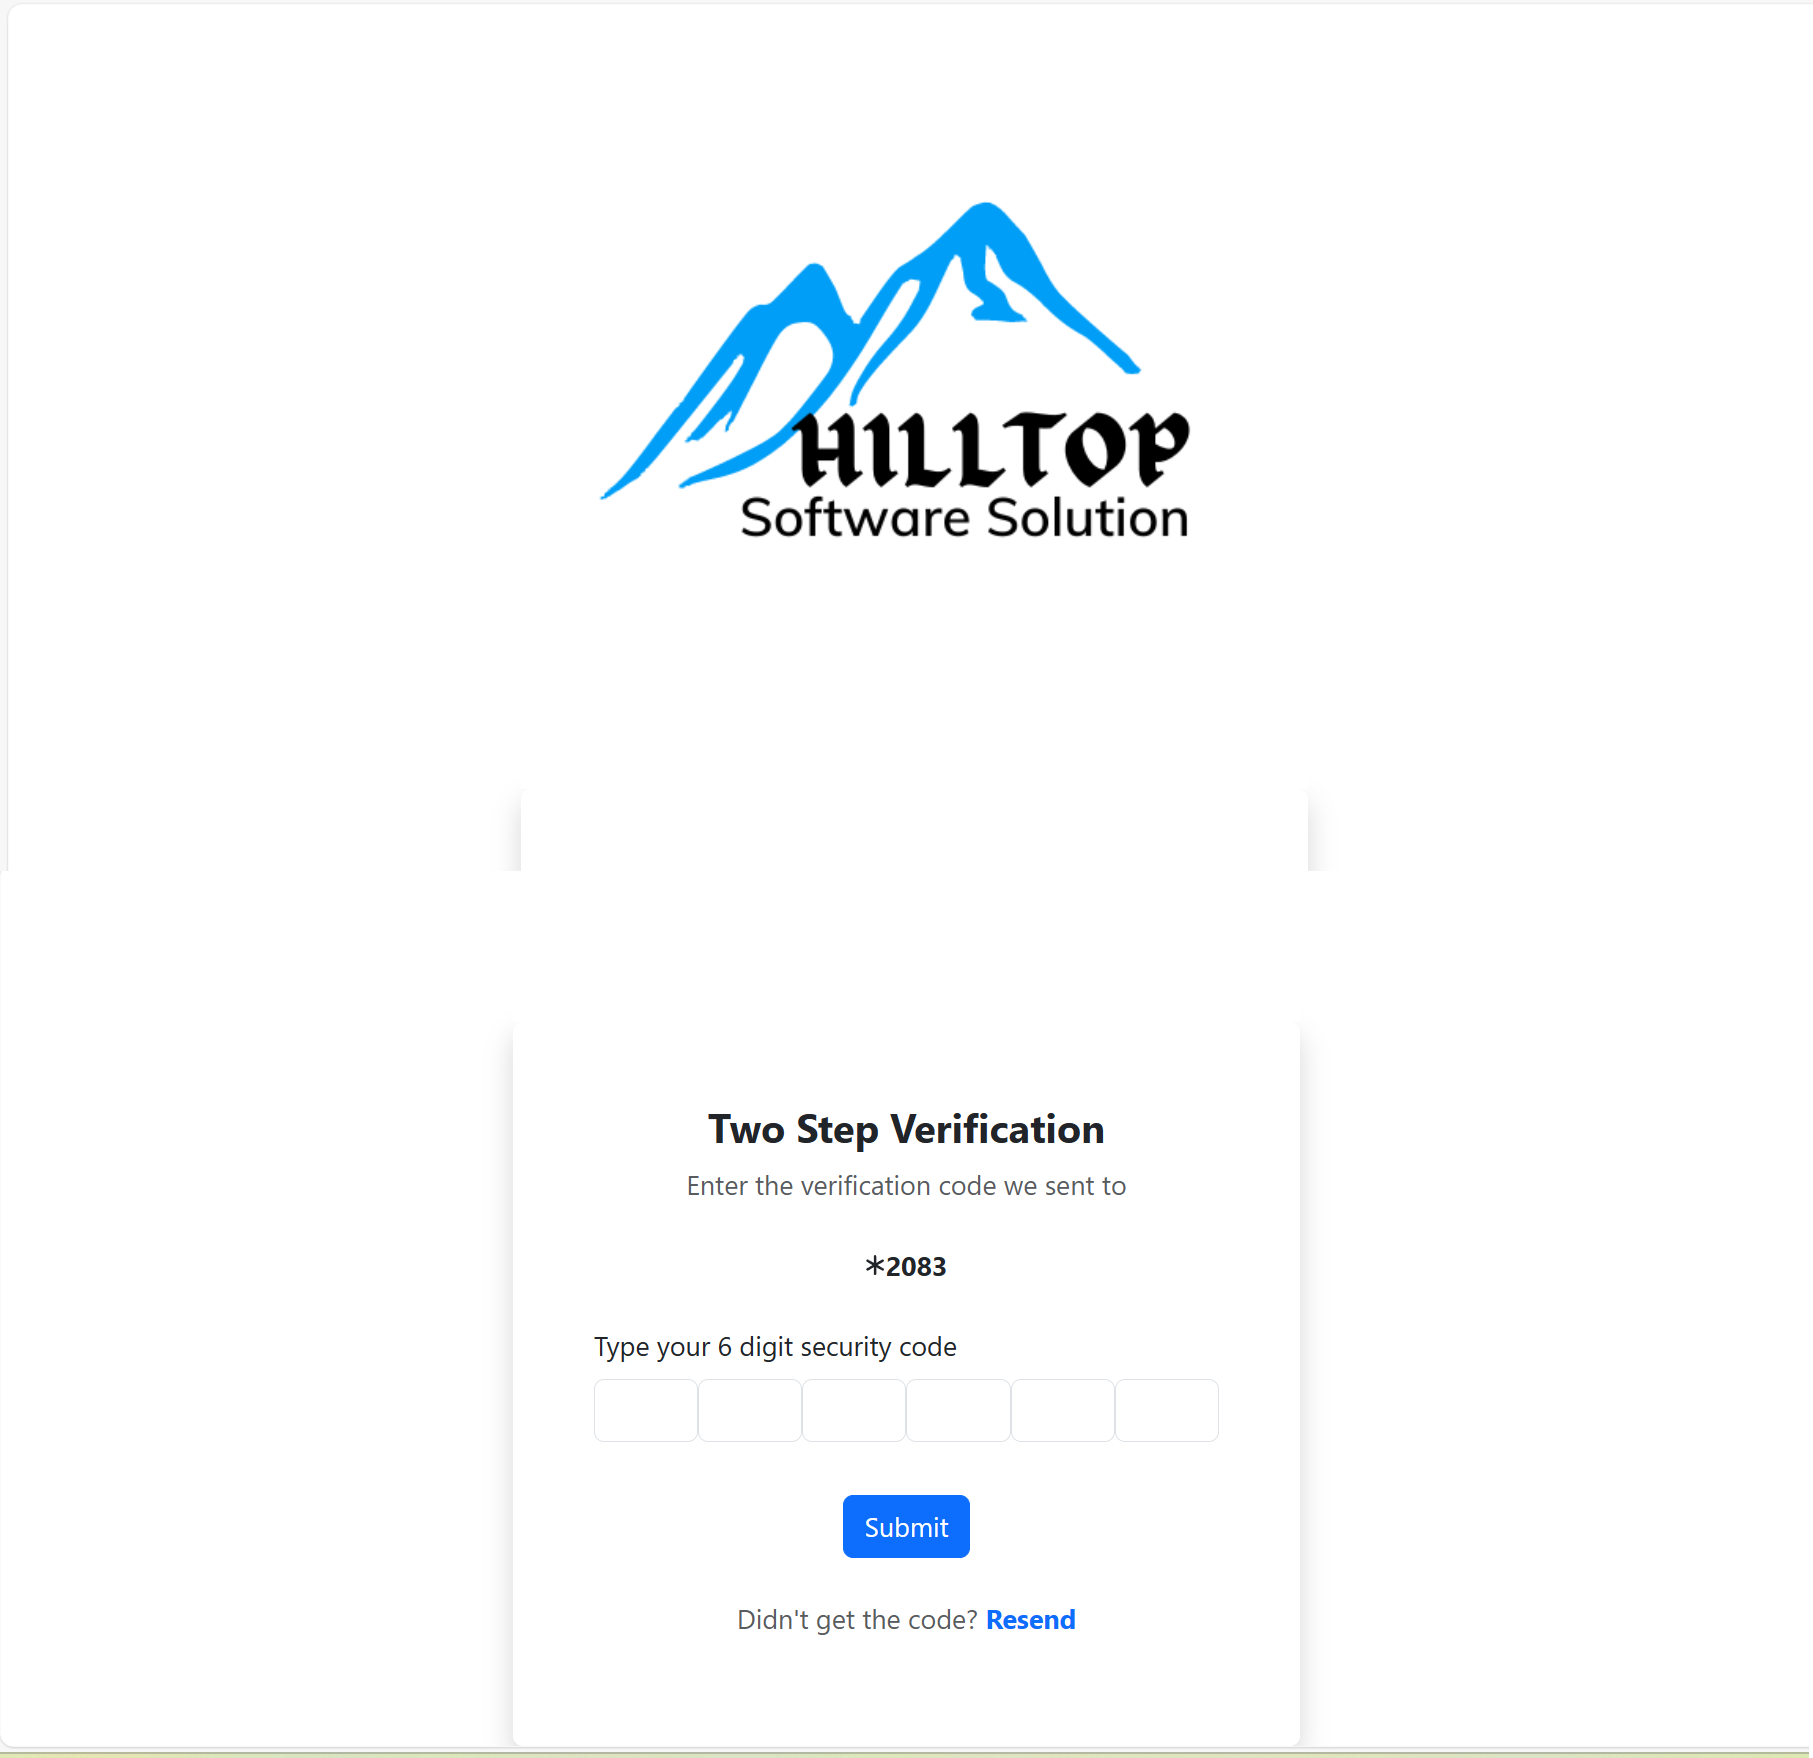 HILLTOP
Software Solution
Two Step Verification
Enter the verification code we sent to
*2083
Type your 6 digit security code
Submit
Didn't get the code? Resend